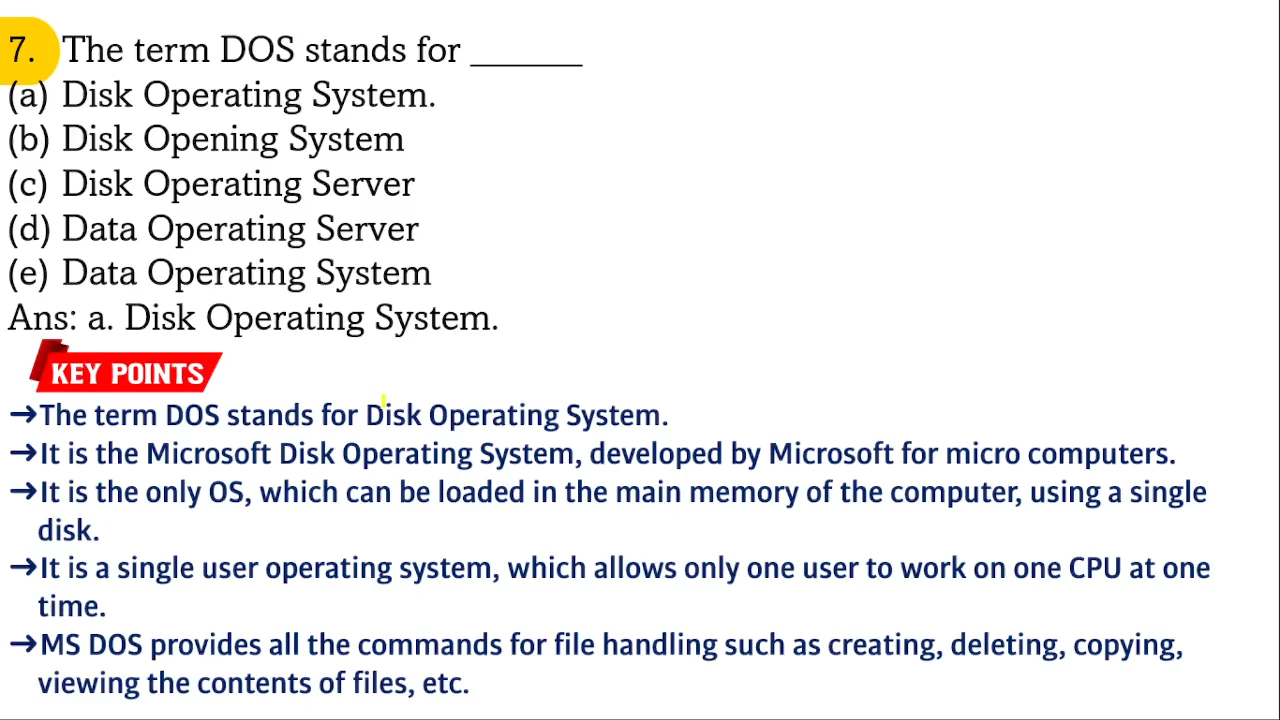 7. The term DOS stands for ______
(a) Disk Operating System.
(b) Disk Opening System
(c) Disk Operating Server
(d) Data Operating Server
(e) Data Operating System
Ans: a. Disk Operating System.
KEY POINTS
→The term DOS stands for Disk Operating System.
→It is the Microsoft Disk Operating System, developed by Microsoft for micro computers.
→It is the only OS, which can be loaded in the main memory of the computer, using a single
disk.
→It is a single user operating system, which allows only one user to work on one CPU at one
time.
→MS DOS provides all the commands for file handling such as creating, deleting, copying,
viewing the contents of files, etc.